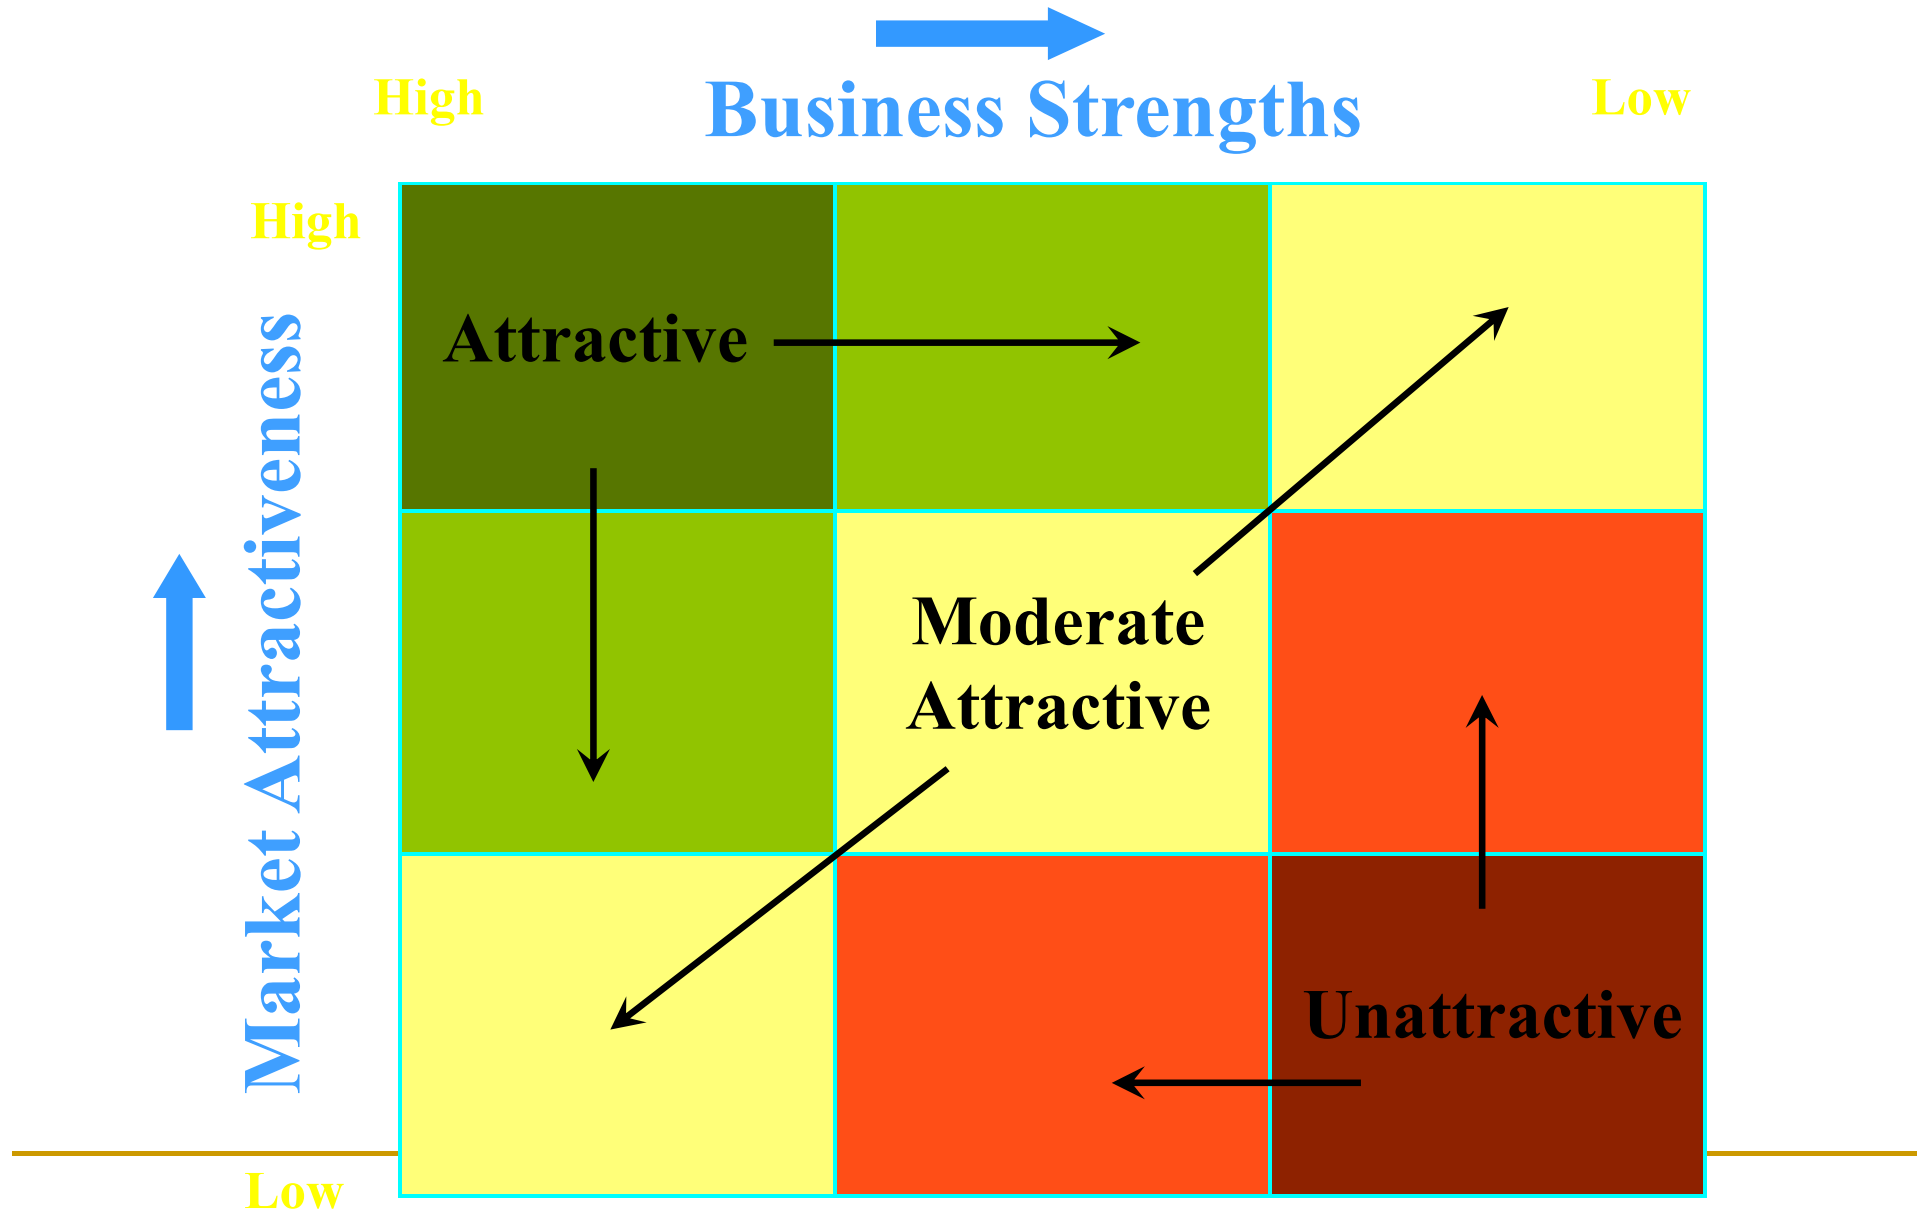 High
Business Strengths
Low
High
Market Attractiveness
Attractive
Moderate
Attractive
Unattractive
Low